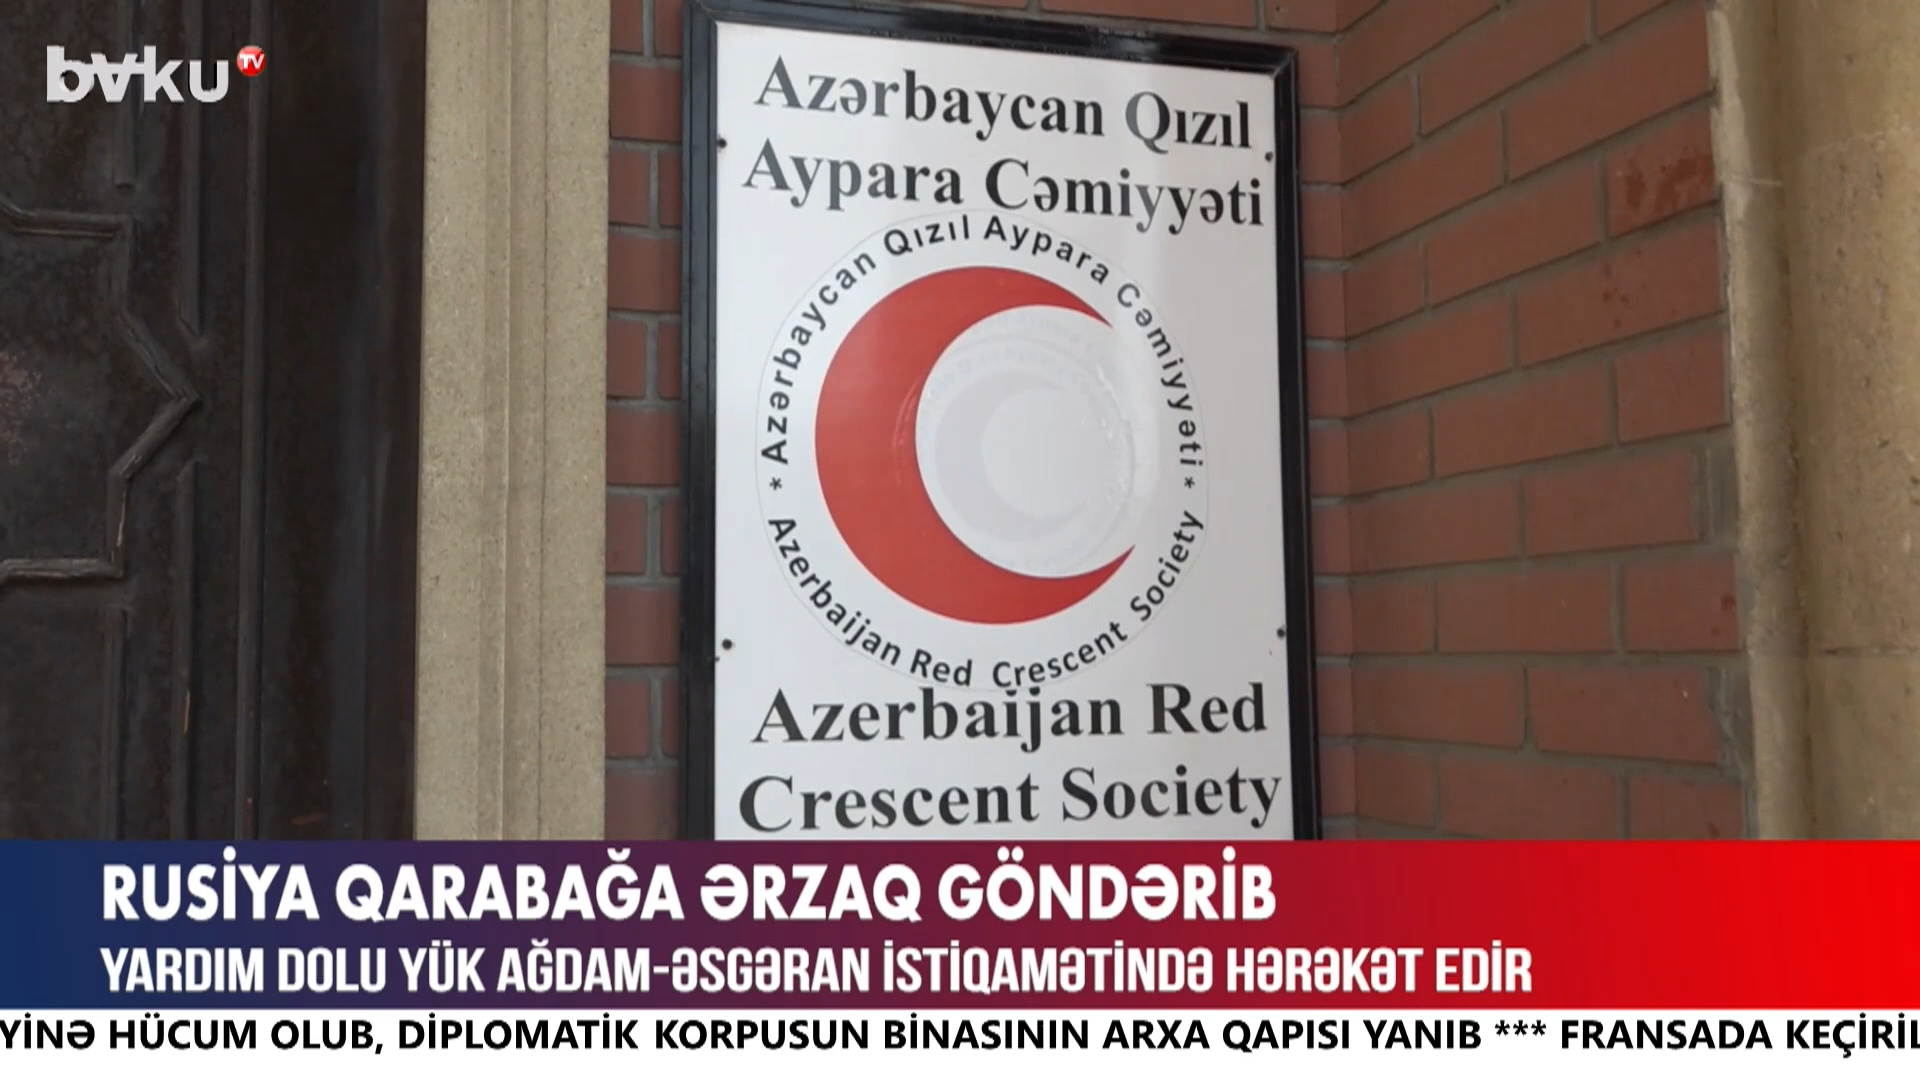 bakuTV
Azərbaycan Qızıl
Aypara Cəmiyyəti
* Azərbaycan Qızıl Aypara Cəmiyyəti *
Azerbaijan Red Crescent Society
Azerbaijan Red
Crescent Society
RUSİYA QARABAĞA ƏRZAQ GÖNDƏRİB
YARDIM DOLU YÜK AĞDAM-ƏSGƏRAN İSTİQAMƏTİNDƏ HƏRƏKƏT EDİR
YİNƏ HÜCUM OLUB, DİPLOMATİK KORPUSUN BİNASININ ARXA QAPISI YANIB *** FRANSADA KEÇİRİL